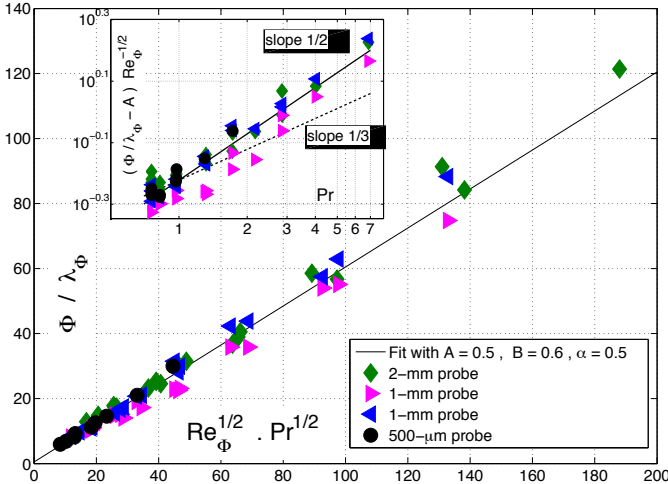 140
120
100
80
60
40
20
0
0 20 40 60 80 100 120 140 160 180 200
Φ / λ_Φ
Re_Φ^{1/2} . Pr^{1/2}
10^{0.3}
10^{0.1}
10^{-0.1}
10^{-0.3}
(Φ / λ_Φ – A) Re_Φ^{-1/2}
slope 1/2
slope 1/3
Pr
1 2 3 4 5 6 7
Fit with A = 0.5 , B = 0.6 , α = 0.5
2−mm probe
1−mm probe
1−mm probe
500−μm probe